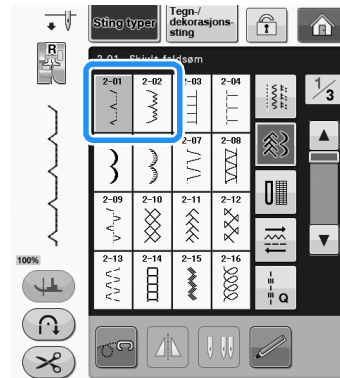 Sting typer
Tegn-/
dekorasjons-
sting
R
2-01 Skjult faldsøm
1/3
2-01 2-02 2-03 2-04
2-07 2-08
2-09 2-10 2-11 2-12
100%
2-13 2-14 2-15 2-16
Q